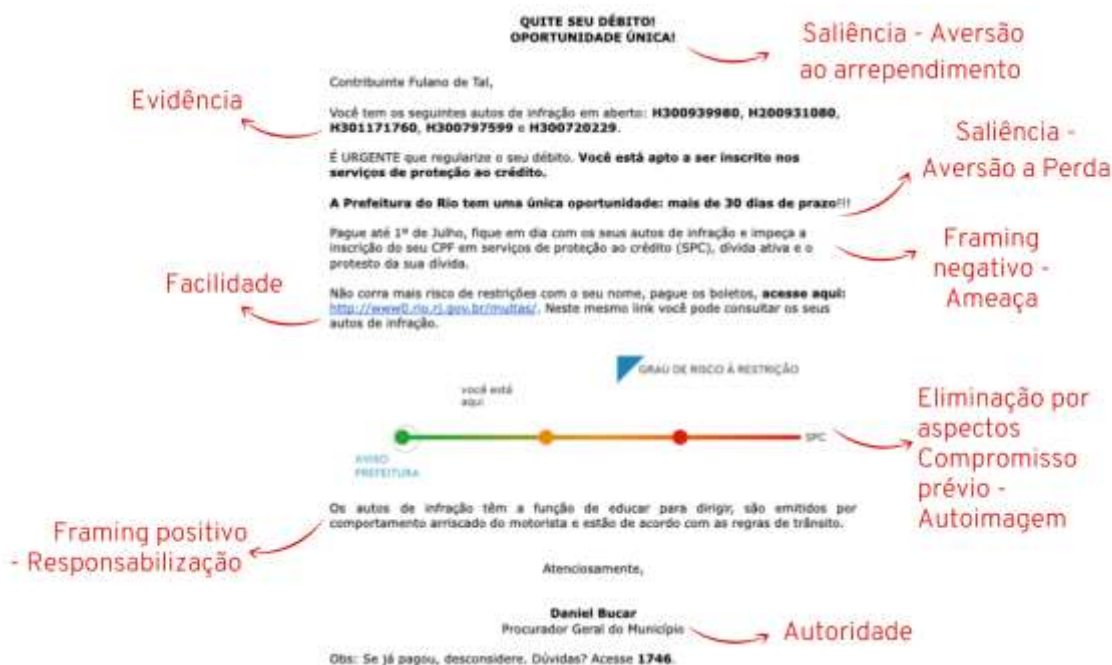 QUITE SEU DÉBITO!
OPORTUNIDADE ÚNICA!
Saliência - Aversão
ao arrependimento
Contribuinte Fulano de Tal,
Evidência
Você tem os seguintes autos de infração em aberto: H300939980, H200931080,
H301171760, H300797599 e H300720229.
Saliência -
Aversão a Perda
É URGENTE que regularize o seu débito. Você está apto a ser inscrito nos
serviços de proteção ao crédito.
A Prefeitura do Rio tem uma única oportunidade: mais de 30 dias de prazo!!!
Pague até 1º de Julho, fique em dia com os seus autos de infração e impeça a
inscrição do seu CPF em serviços de proteção ao crédito (SPC), dívida ativa e o
protesto da sua dívida.
Framing
negativo -
Ameaça
Facilidade
Não corra mais risco de restrições com o seu nome, pague os boletos, acesse aqui:
http://www0.rio.rj.gov.br/multas/. Neste mesmo link você pode consultar os seus
autos de infração.
GRAU DE RISCO À RESTRIÇÃO
você está
aqui
SPC
AVISO
PREFEITURA
Eliminação por
aspectos
Compromisso
prévio -
Autoimagem
Os autos de infração têm a função de educar para dirigir, são emitidos por
comportamento arriscado do motorista e estão de acordo com as regras de trânsito.
Framing positivo
- Responsabilização
Atenciosamente,
Daniel Bucar
Procurador Geral do Município
Autoridade
Obs: Se já pagou, desconsidere. Dúvidas? Acesse 1746.